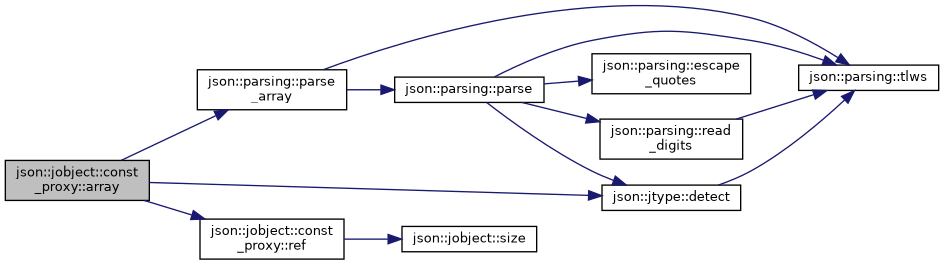 json::jobject::const
_proxy::array
json::parsing::parse
_array
json::jobject::const
_proxy::ref
json::parsing::parse
json::jobject::size
json::parsing::escape
_quotes
json::parsing::read
_digits
json::jtype::detect
json::parsing::tlws